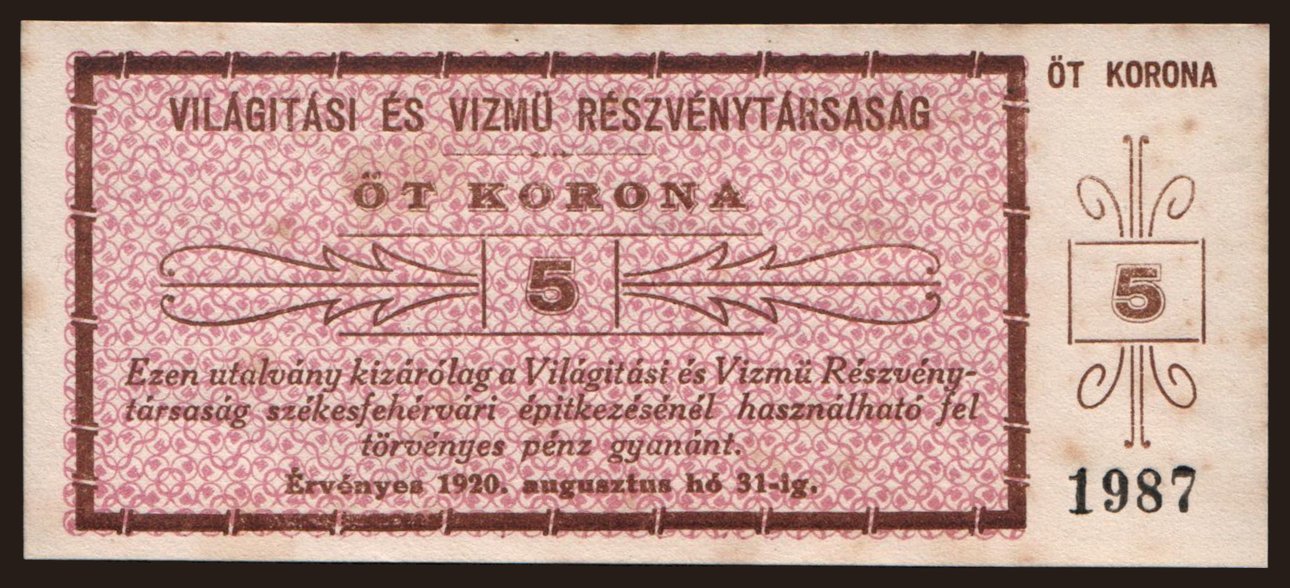 VILÁGITÁSI ÉS VIZMÜ RÉSZVÉNYTÁRSASÁG
ÖT KORONA
5
Ezen utalvány kizárólag a Világitási és Vizmü Részvény-
társaság székesfehérvári épitkezésénél használható fel
törvényes pénz gyanánt.
Érvényes 1920. augusztus hó 31-ig.
ÖT KORONA
5
1987